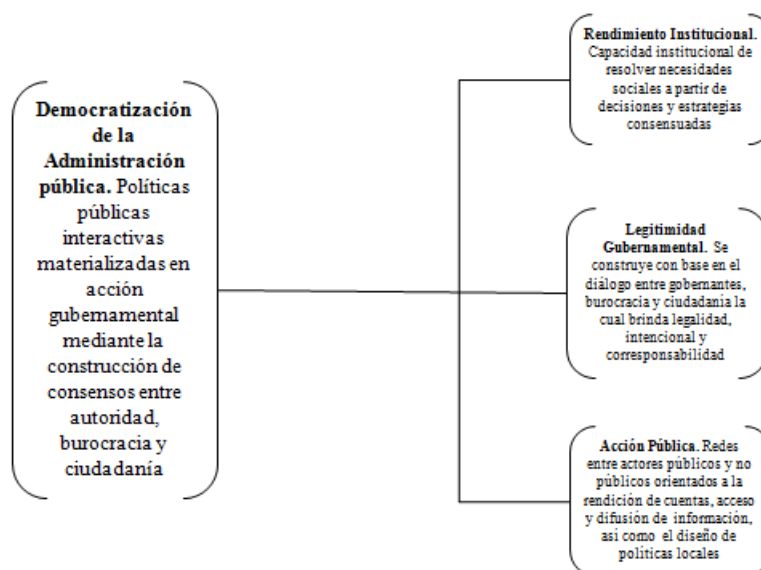 Democratización
de la
Administración
pública. Políticas
públicas
interactivas
materializadas en
acción
gubernamental
mediante la
construcción de
consensos entre
autoridad,
burocracia y
ciudadanía
Rendimiento Institucional.
Capacidad institucional de
resolver necesidades
sociales a partir de
decisiones y estrategias
consensuadas
Legitimidad
Gubernamental. Se
construye con base en el
diálogo entre gobernantes,
burocracia y ciudadanía la
cual brinda legalidad,
intencional y
corresponsabilidad
Acción Pública. Redes
entre actores públicos y no
públicos orientados a la
rendición de cuentas, acceso
y difusión de información,
así como el diseño de
políticas locales